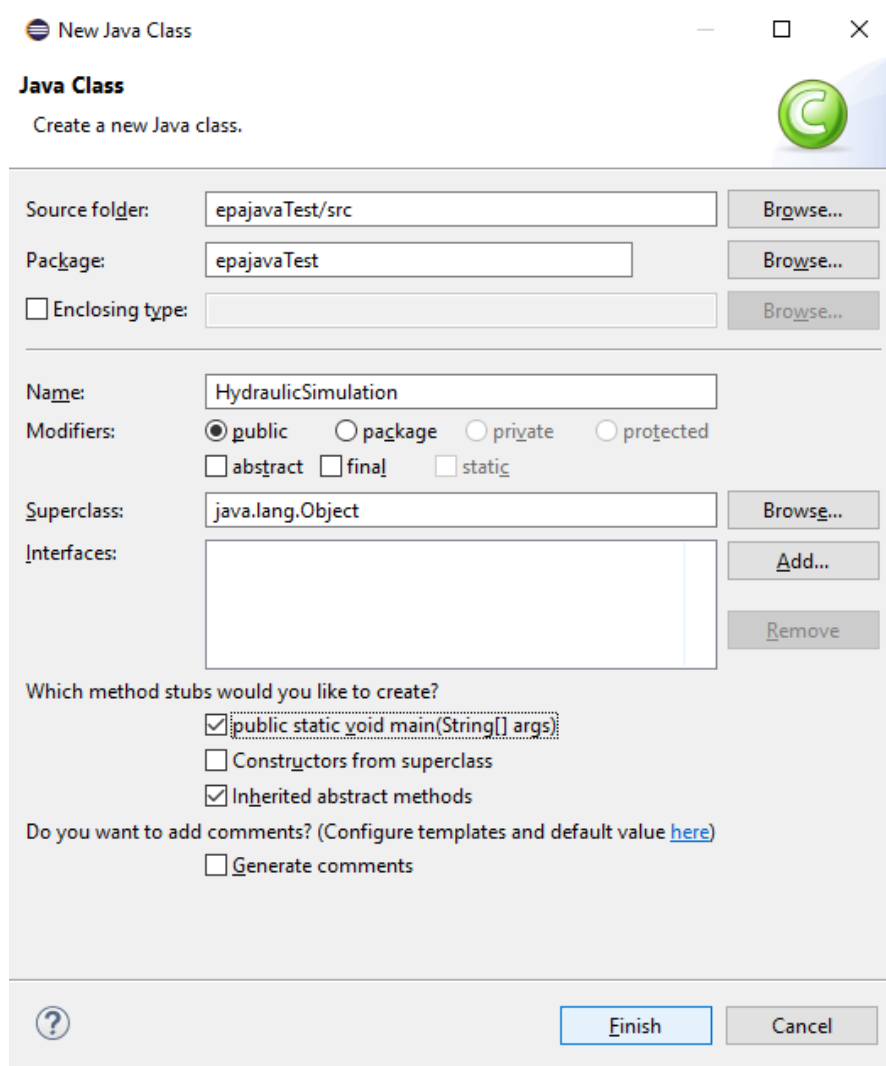 New Java Class
Java Class
Create a new Java class.
C
Source folder: epajavaTest/src Browse...
Package: epajavaTest Browse...
Enclosing type: Browse...
Name: HydraulicSimulation
Modifiers: public package private protected
abstract final static
Superclass: java.lang.Object Browse...
Interfaces: Add...
Remove
Which method stubs would you like to create?
public static void main(String[] args)
Constructors from superclass
Inherited abstract methods
Do you want to add comments? (Configure templates and default value here)
Generate comments
? Finish Cancel